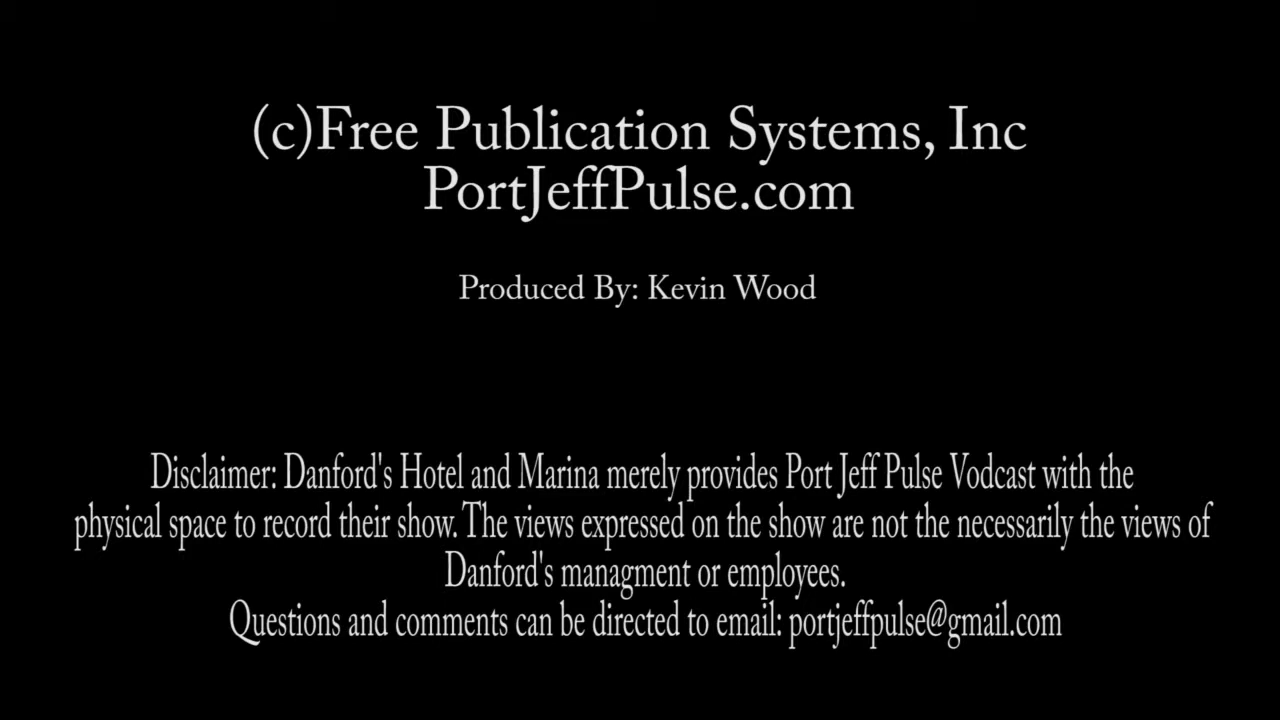 (c)Free Publication Systems, Inc
PortJeffPulse.com
Produced By: Kevin Wood
Disclaimer: Danford's Hotel and Marina merely provides Port Jeff Pulse Vodcast with the
physical space to record their show. The views expressed on the show are not the necessarily the views of
Danford's managment or employees.
Questions and comments can be directed to email: portjeffpulse@gmail.com